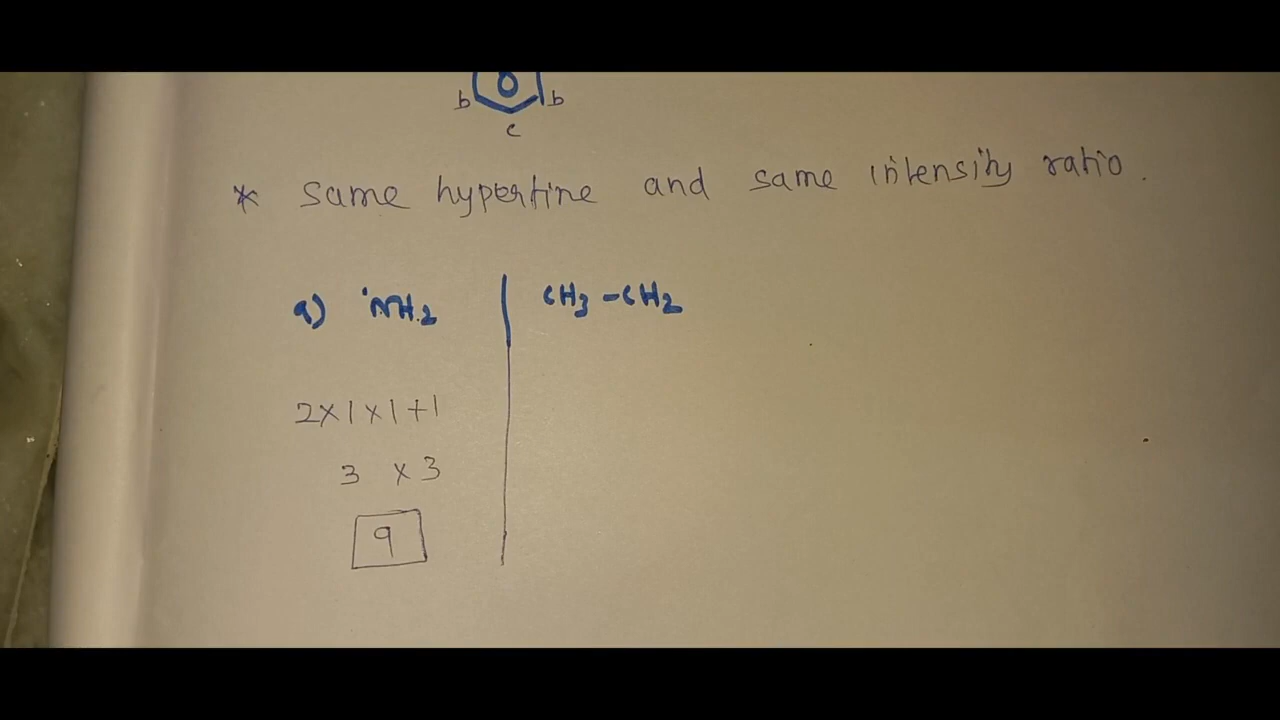 b b
c
* same hyperfine and same intensity ratio.
a) •NH2 | CH3-CH2
2×1×1+1
3 × 3
9